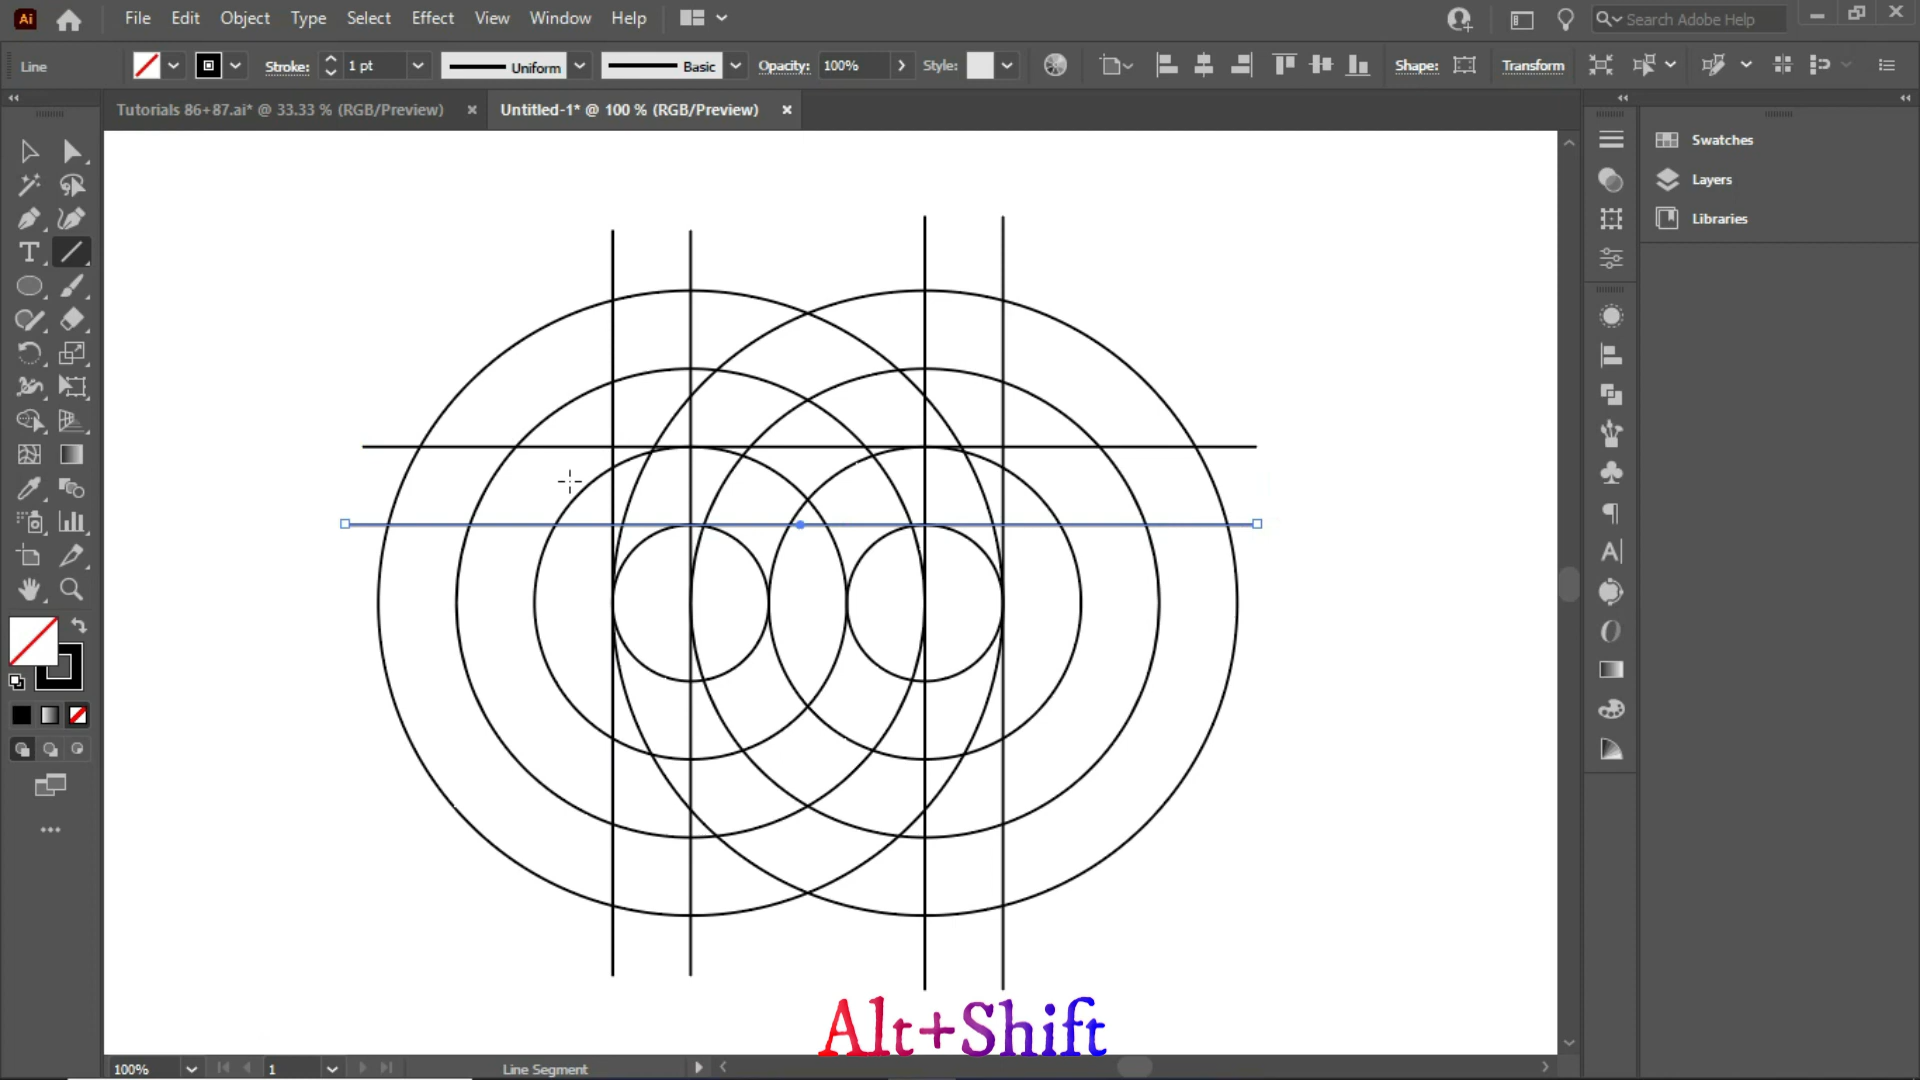 Ai File Edit Object Type Select Effect View Window Help Search Adobe Help
Line Stroke: 1 pt Uniform Basic Opacity: 100% Style: Shape: Transform
Tutorials 86+87.ai* @ 33.33 % (RGB/Preview) Untitled-1* @ 100 % (RGB/Preview)
Swatches
Layers
Libraries
Alt+Shift
100% 1 Line Segment